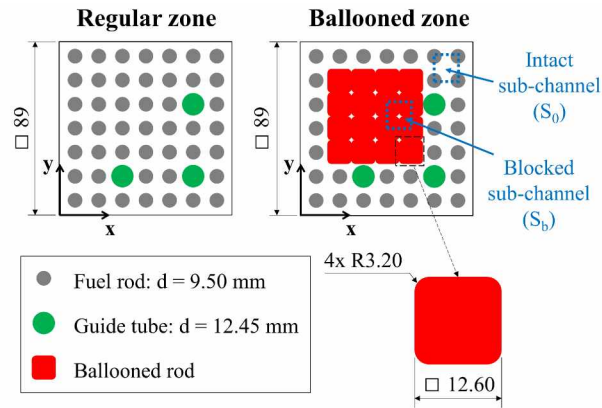 Regular zone
Ballooned zone
□ 89
y
x
□ 89
y
x
Intact
sub-channel
(S₀)
Blocked
sub-channel
(S_b)
Fuel rod: d = 9.50 mm
Guide tube: d = 12.45 mm
Ballooned rod
4x R3.20
□ 12.60